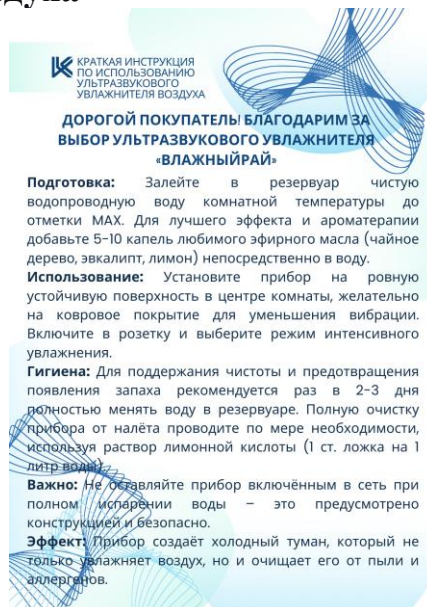 КРАТКАЯ ИНСТРУКЦИЯ
ПО ИСПОЛЬЗОВАНИЮ
УЛЬТРАЗВУКОВОГО
УВЛАЖНИТЕЛЯ ВОЗДУХА
ДОРОГОЙ ПОКУПАТЕЛЬ! БЛАГОДАРИМ ЗА
ВЫБОР УЛЬТРАЗВУКОВОГО УВЛАЖНИТЕЛЯ
«ВЛАЖНЫЙРАЙ»
Подготовка: Залейте в резервуар чистую
водопроводную воду комнатной температуры до
отметки MAX. Для лучшего эффекта и ароматерапии
добавьте 5-10 капель любимого эфирного масла (чайное
дерево, эвкалипт, лимон) непосредственно в воду.
Использование: Установите прибор на ровную
устойчивую поверхность в центре комнаты, желательно
на ковровое покрытие для уменьшения вибрации.
Включите в розетку и выберите режим интенсивного
увлажнения.
Гигиена: Для поддержания чистоты и предотвращения
появления запаха рекомендуется раз в 2-3 дня
полностью менять воду в резервуаре. Полную очистку
прибора от налёта проводите по мере необходимости,
используя раствор лимонной кислоты (1 ст. ложка на 1
литр воды).
Важно: Не оставляйте прибор включённым в сеть при
полном испарении воды – это предусмотрено
конструкцией и безопасно.
Эффект: Прибор создаёт холодный туман, который не
только увлажняет воздух, но и очищает его от пыли и
аллергенов.